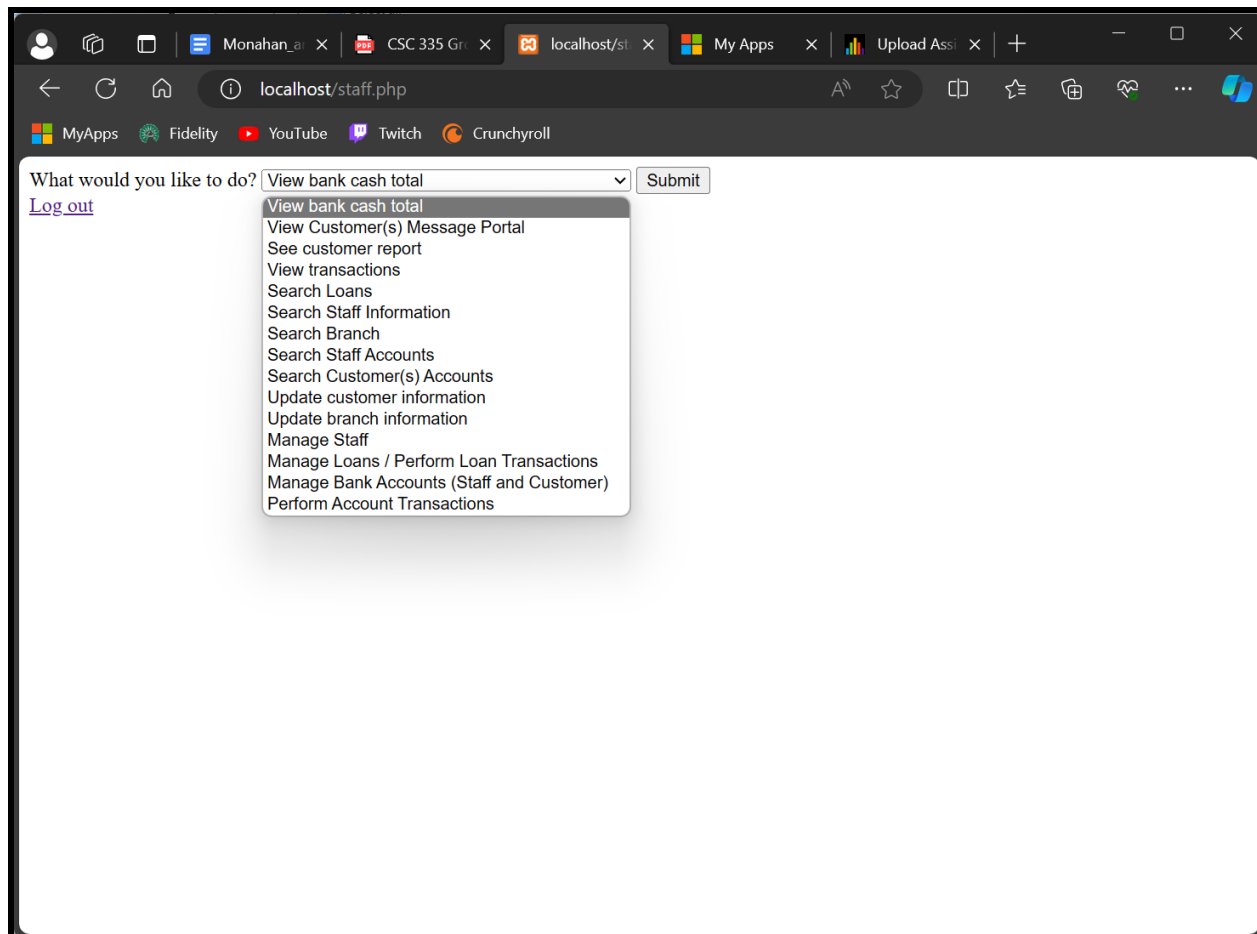 Monahan_a
CSC 335 Gr
localhost/st
My Apps
Upload Assi
localhost/staff.php
MyApps
Fidelity
YouTube
Twitch
Crunchyroll
What would you like to do? View bank cash total Submit
Log out
View bank cash total
View Customer(s) Message Portal
See customer report
View transactions
Search Loans
Search Staff Information
Search Branch
Search Staff Accounts
Search Customer(s) Accounts
Update customer information
Update branch information
Manage Staff
Manage Loans / Perform Loan Transactions
Manage Bank Accounts (Staff and Customer)
Perform Account Transactions